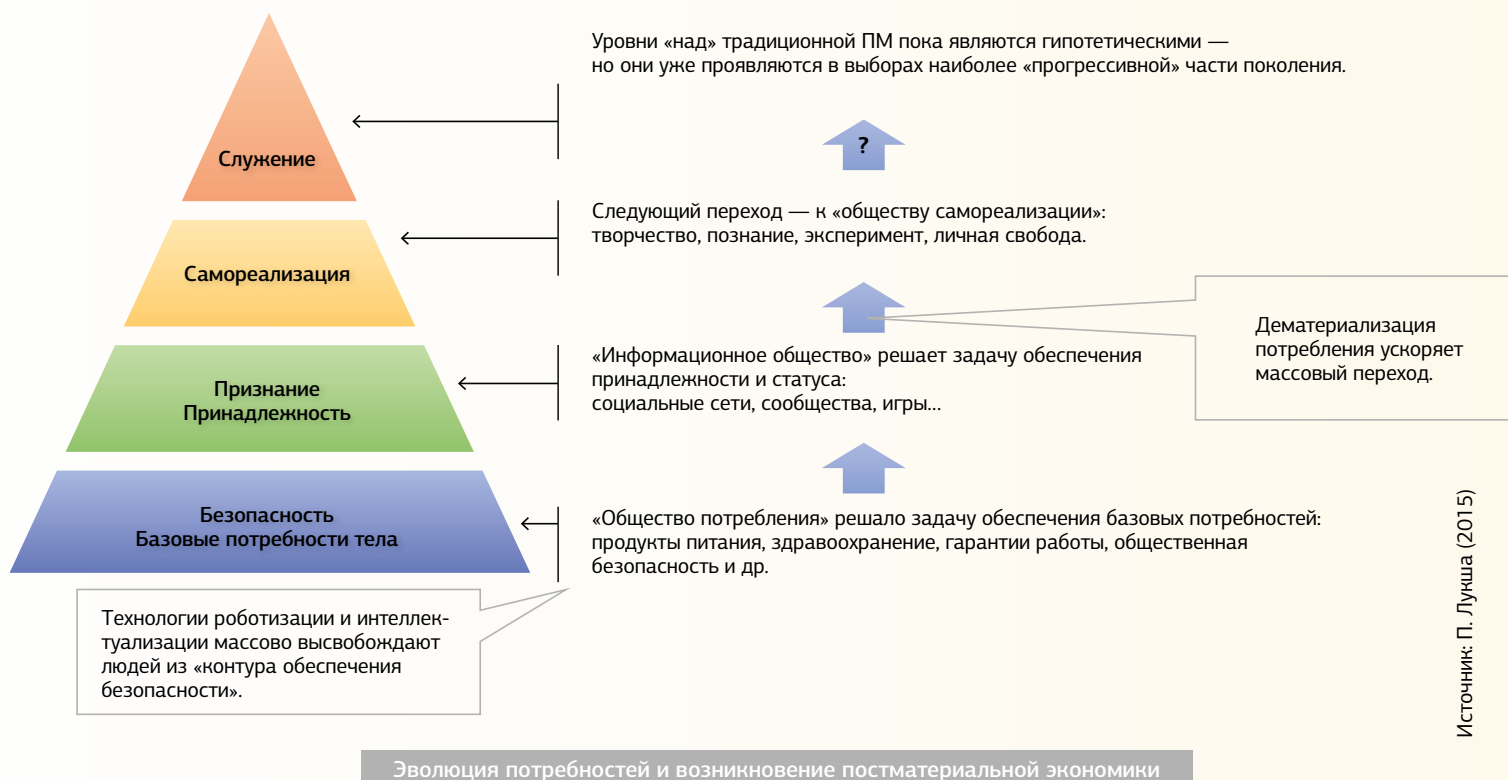 Уровни «над» традиционной ПМ пока являются гипотетическими —
но они уже проявляются в выборах наиболее «прогрессивной» части поколения.
?
Служение
Следующий переход — к «обществу самореализации»:
творчество, познание, эксперимент, личная свобода.
Самореализация
Дематериализация
потребления ускоряет
массовый переход.
«Информационное общество» решает задачу обеспечения
принадлежности и статуса:
социальные сети, сообщества, игры...
Признание
Принадлежность
Безопасность
Базовые потребности тела
«Общество потребления» решало задачу обеспечения базовых потребностей:
продукты питания, здравоохранение, гарантии работы, общественная
безопасность и др.
Технологии роботизации и интеллек-
туализации массово высвобождают
людей из «контура обеспечения
безопасности».
Источник: П. Лукша (2015)
Эволюция потребностей и возникновение постматериальной экономики